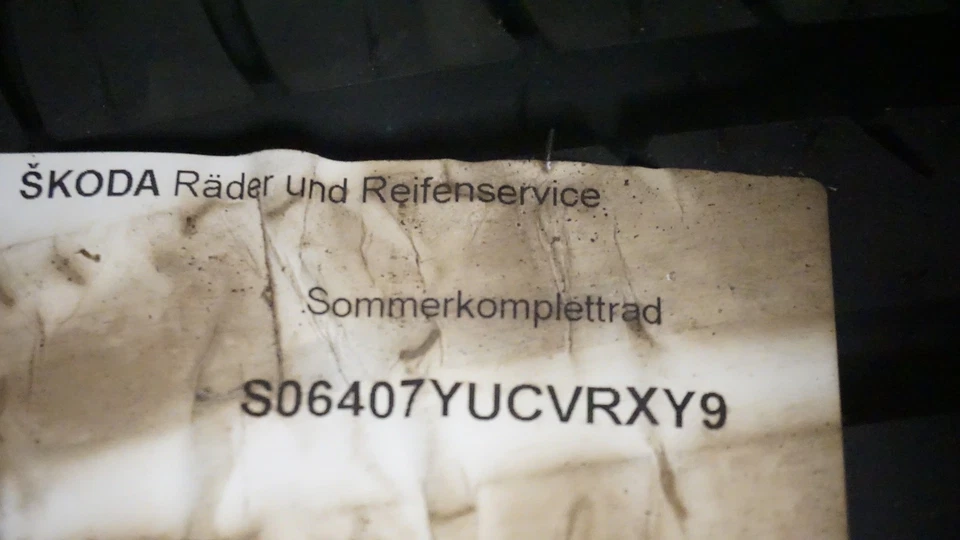 ŠKODA Räder und Reifenservice
Sommerkomplettrad
S06407YUCVRXY9